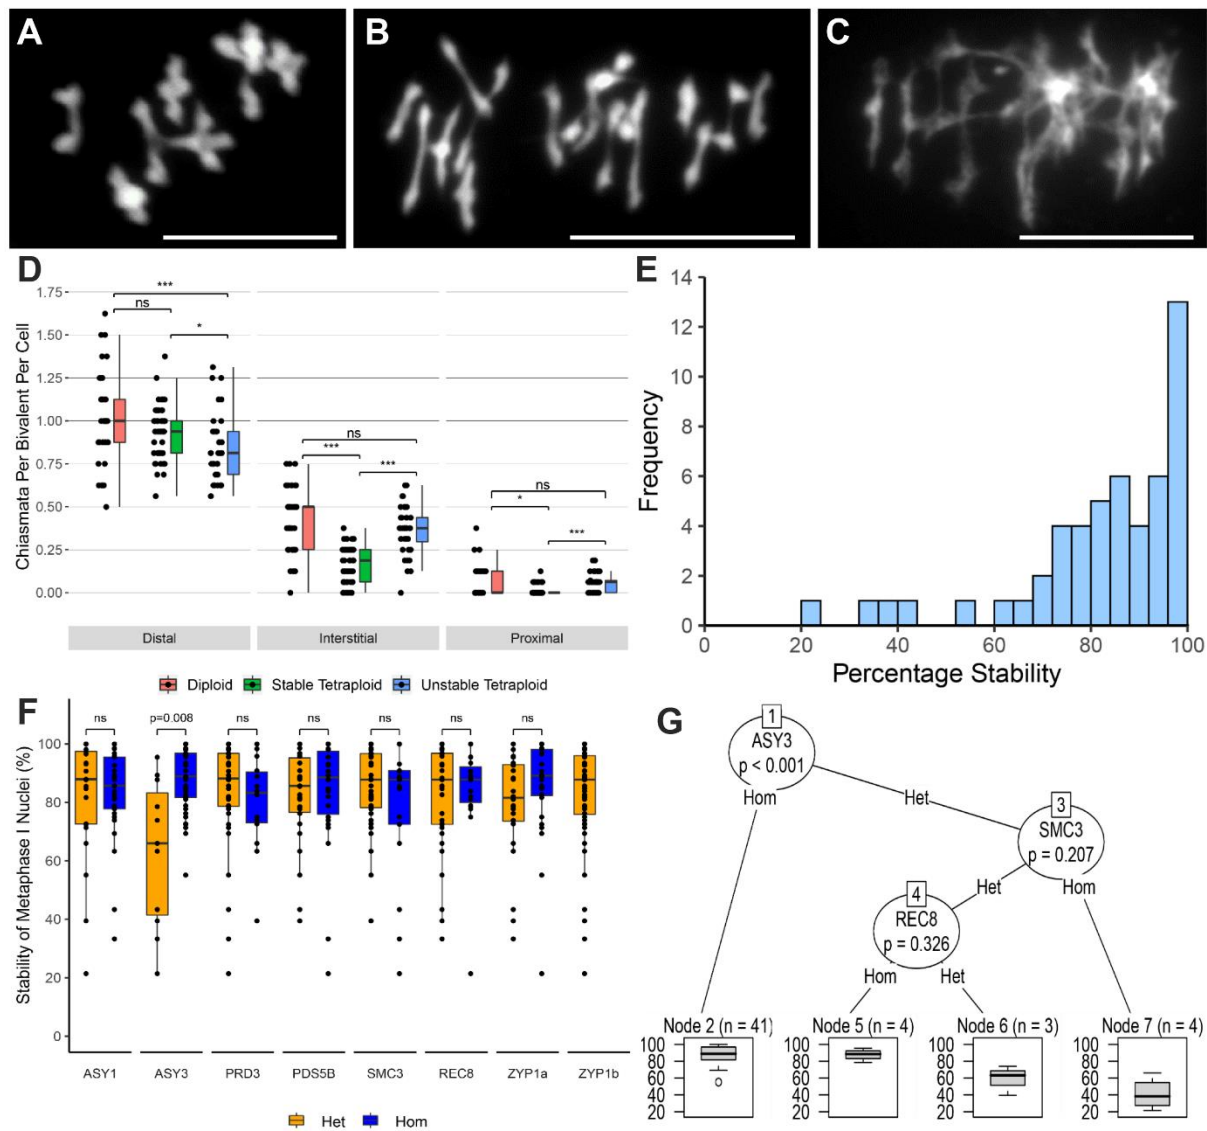 A
B
C
D
Chiasmata Per Bivalent Per Cell
1.75
1.50
1.25
1.00
0.75
0.50
0.25
0.00
***
ns
*
ns
***
***
ns
*
***
Distal
Interstitial
Proximal
Diploid
Stable Tetraploid
Unstable Tetraploid
E
Frequency
14
12
10
8
6
4
2
0
0
20
40
60
80
100
Percentage Stability
F
Stability of Metaphase I Nuclei (%)
100
80
60
40
20
0
ns
p=0.008
ns
ns
ns
ns
ns
ASY1
ASY3
PRD3
PDS5B
SMC3
REC8
ZYP1a
ZYP1b
Het
Hom
G
1
ASY3
p < 0.001
Hom
Het
3
SMC3
p = 0.207
Het
Hom
4
REC8
p = 0.326
Hom
Het
Node 2 (n = 41)
100
80
60
40
20
Node 5 (n = 4)
100
80
60
40
20
Node 6 (n = 3)
100
80
60
40
20
Node 7 (n = 4)
100
80
60
40
20